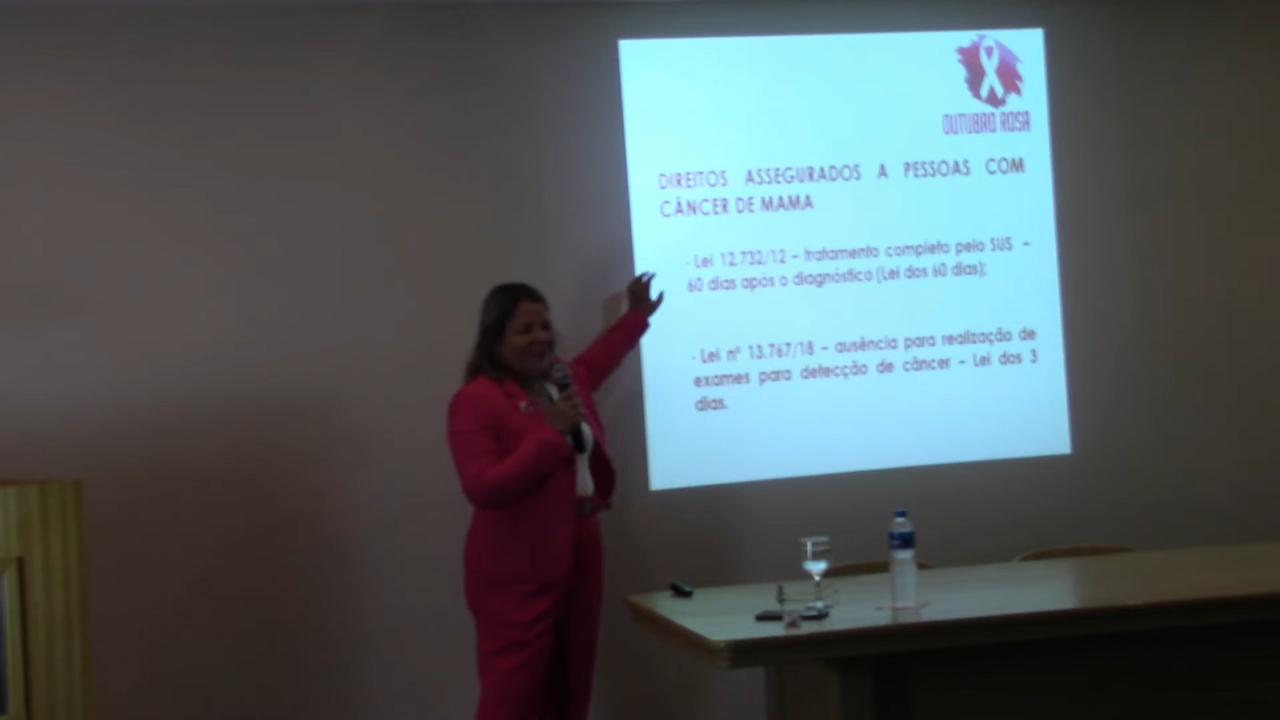 OUTUBRO ROSA
DIREITOS ASSEGURADOS A PESSOAS COM
CÂNCER DE MAMA
- Lei 12.732/12 – tratamento completo pelo SUS –
60 dias após o diagnóstico (Lei dos 60 dias);
- Lei nº 13.767/18 – ausência para realização de
exames para detecção de câncer – Lei dos 3
dias.